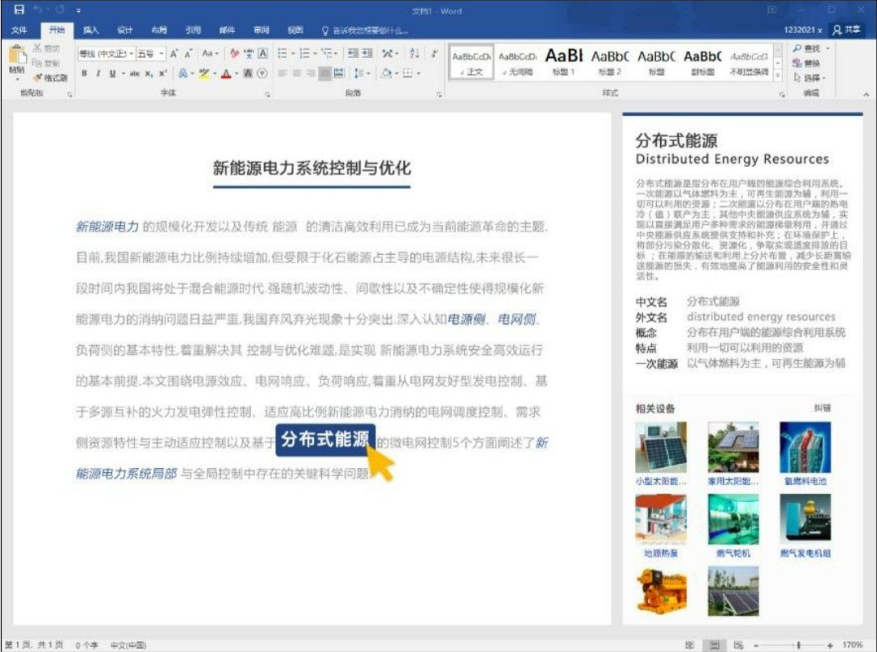 文档1 - Word
文件 开始 插入 设计 布局 引用 邮件 审阅 视图 告诉我您想要做什么... 1232021 x 共享
剪切
复制
粘贴 格式刷
等线 (中文正) 五号
AaBbCcDt AaBbCcDt AaBl AaBbC AaBbC AaBbC AaBbCcDt
正文 无间隔 标题 1 标题 2 标题 副标题 不明显强调
查找
替换
选择
剪贴板 字体 段落 样式 编辑
新能源电力系统控制与优化
新能源电力 的规模化开发以及传统 能源 的清洁高效利用已成为当前能源革命的主题.
目前,我国新能源电力比例持续增加,但受限于化石能源占主导的电源结构,未来很长一
段时间内我国将处于混合能源时代.强随机波动性、间歇性以及不确定性使得规模化新
能源电力的消纳问题日益严重,我国弃风弃光现象十分突出.深入认知电源侧、电网侧、
负荷侧的基本特性,着重解决其 控制与优化难题,是实现 新能源电力系统安全高效运行
的基本前提.本文围绕电源效应、电网响应、负荷响应,着重从电网友好型发电控制、基
于多源互补的火力发电弹性控制、适应高比例新能源电力消纳的电网调度控制、需求
侧资源特性与主动适应控制以及基于 分布式能源 的微电网控制5个方面阐述了新
能源电力系统局部 与全局控制中存在的关键科学问题.
分布式能源
Distributed Energy Resources
分布式能源是指分布在用户端的能源综合利用系统。
一次能源以气体燃料为主，可再生能源为辅，利用一
切可以利用的资源；二次能源以分布在用户端的热电
冷（值）联产为主，其他中央能源供应系统为辅，实
现以直接满足用户多种需求的能源梯级利用，并通过
中央能源供应系统提供支持和补充；在环境保护上，
将部分污染分散化、资源化，争取实现适度排放的目
标；在能源的输送和利用上分片布置，减少长距离输
送能源的损失，有效地提高了能源利用的安全性和灵
活性。
中文名 分布式能源
外文名 distributed energy resources
概念 分布在用户端的能源综合利用系统
特点 利用一切可以利用的资源
一次能源 以气体燃料为主，可再生能源为辅
相关设备 纠错
小型太阳能... 家用太阳能... 氢燃料电池
地源热泵 燃气轮机 燃气发电机组
第 1 页, 共 1 页 0 个字 中文(中国) 170%